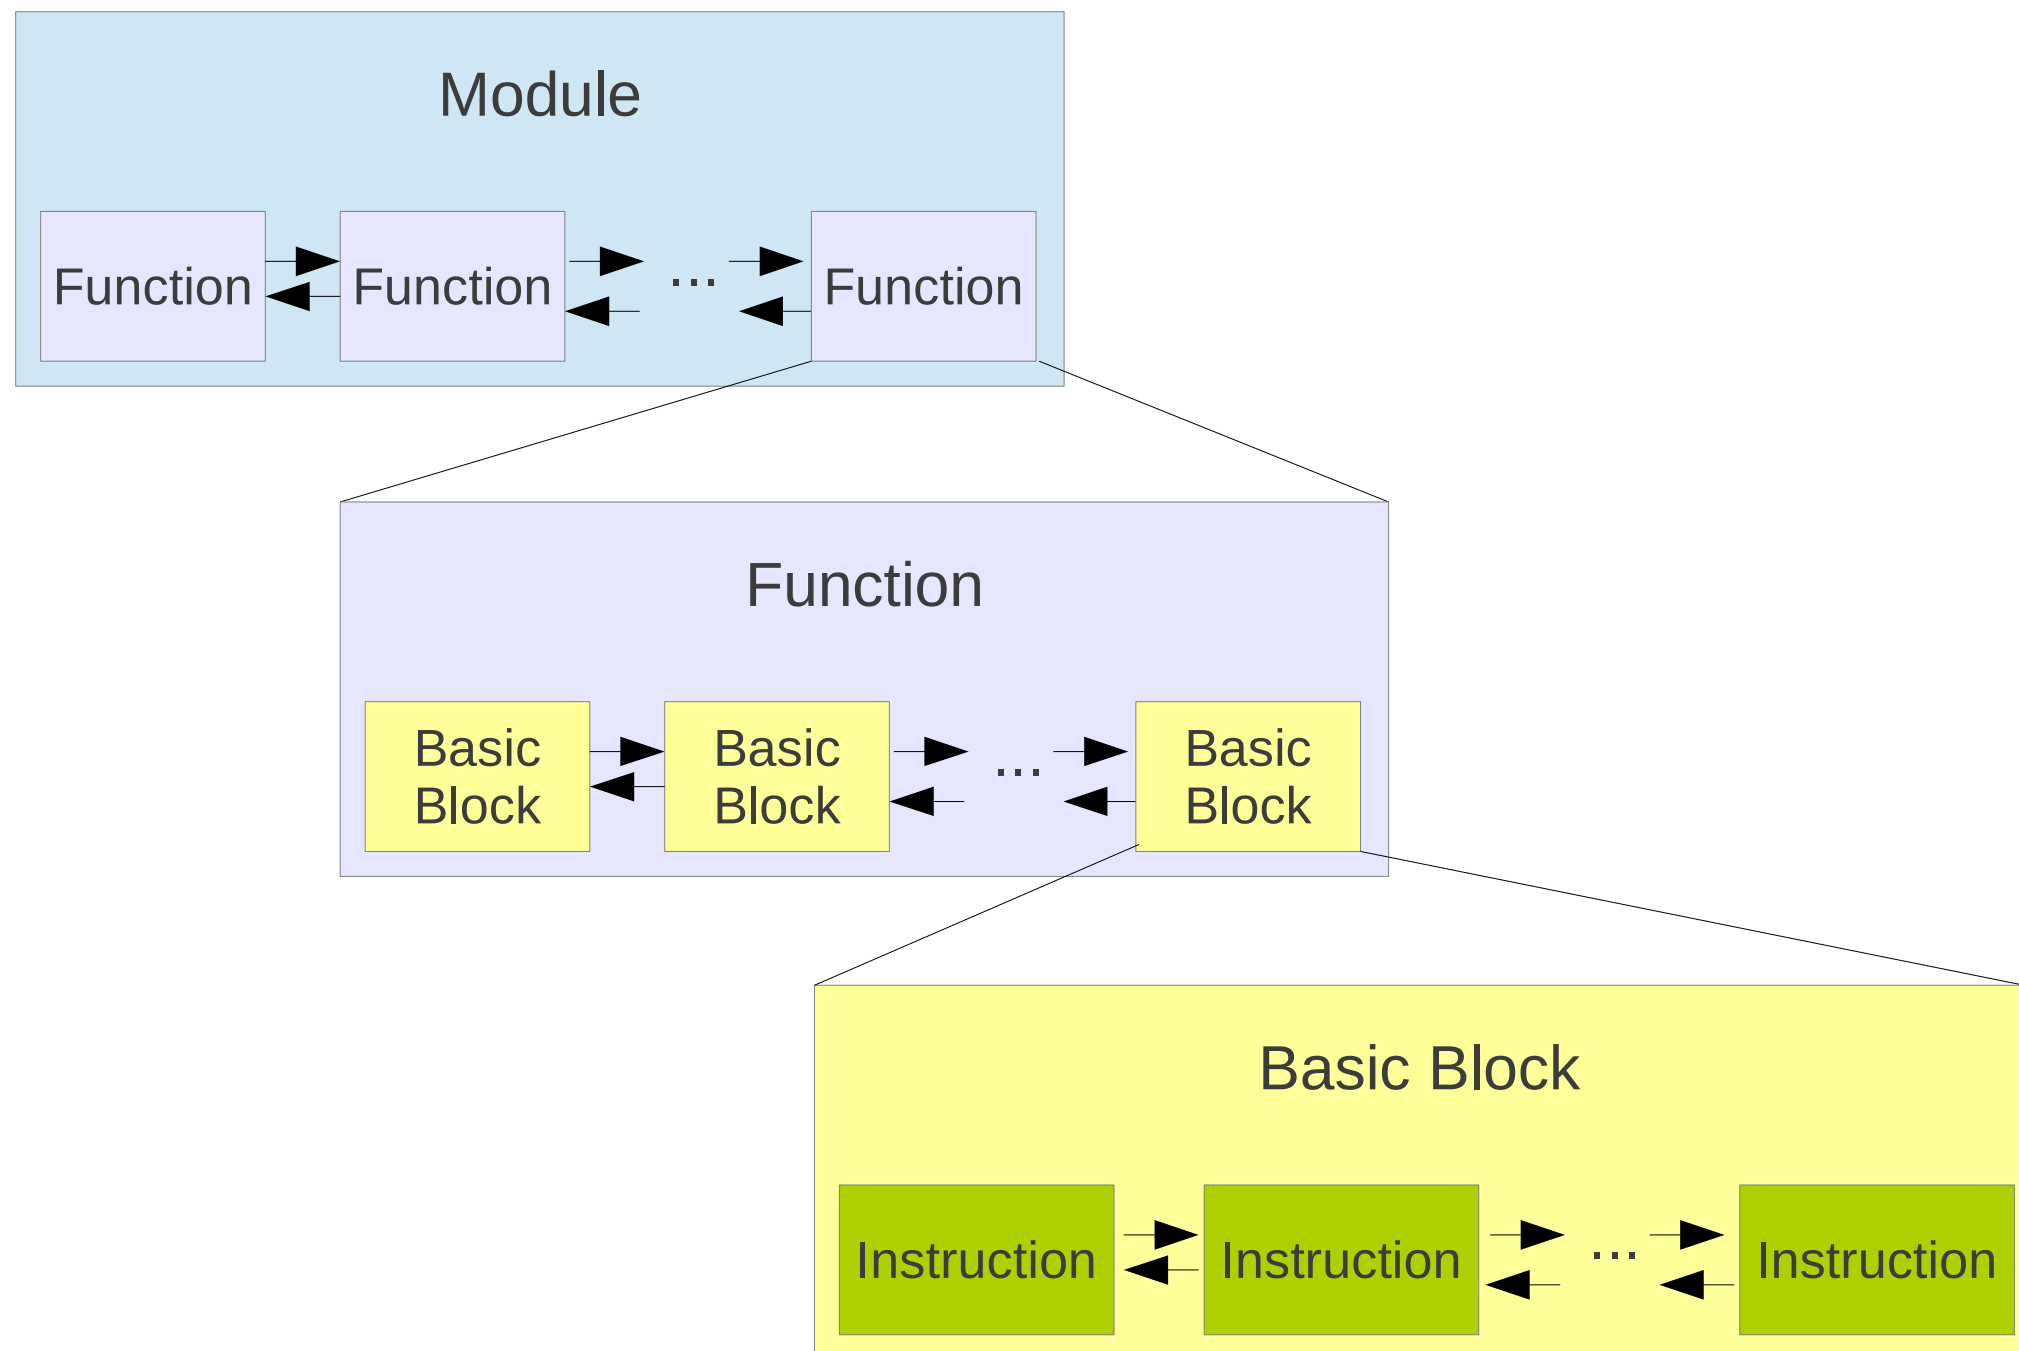 Module
Function Function ... Function
Function
Basic Basic ... Basic
Block Block Block
Basic Block
Instruction Instruction ... Instruction